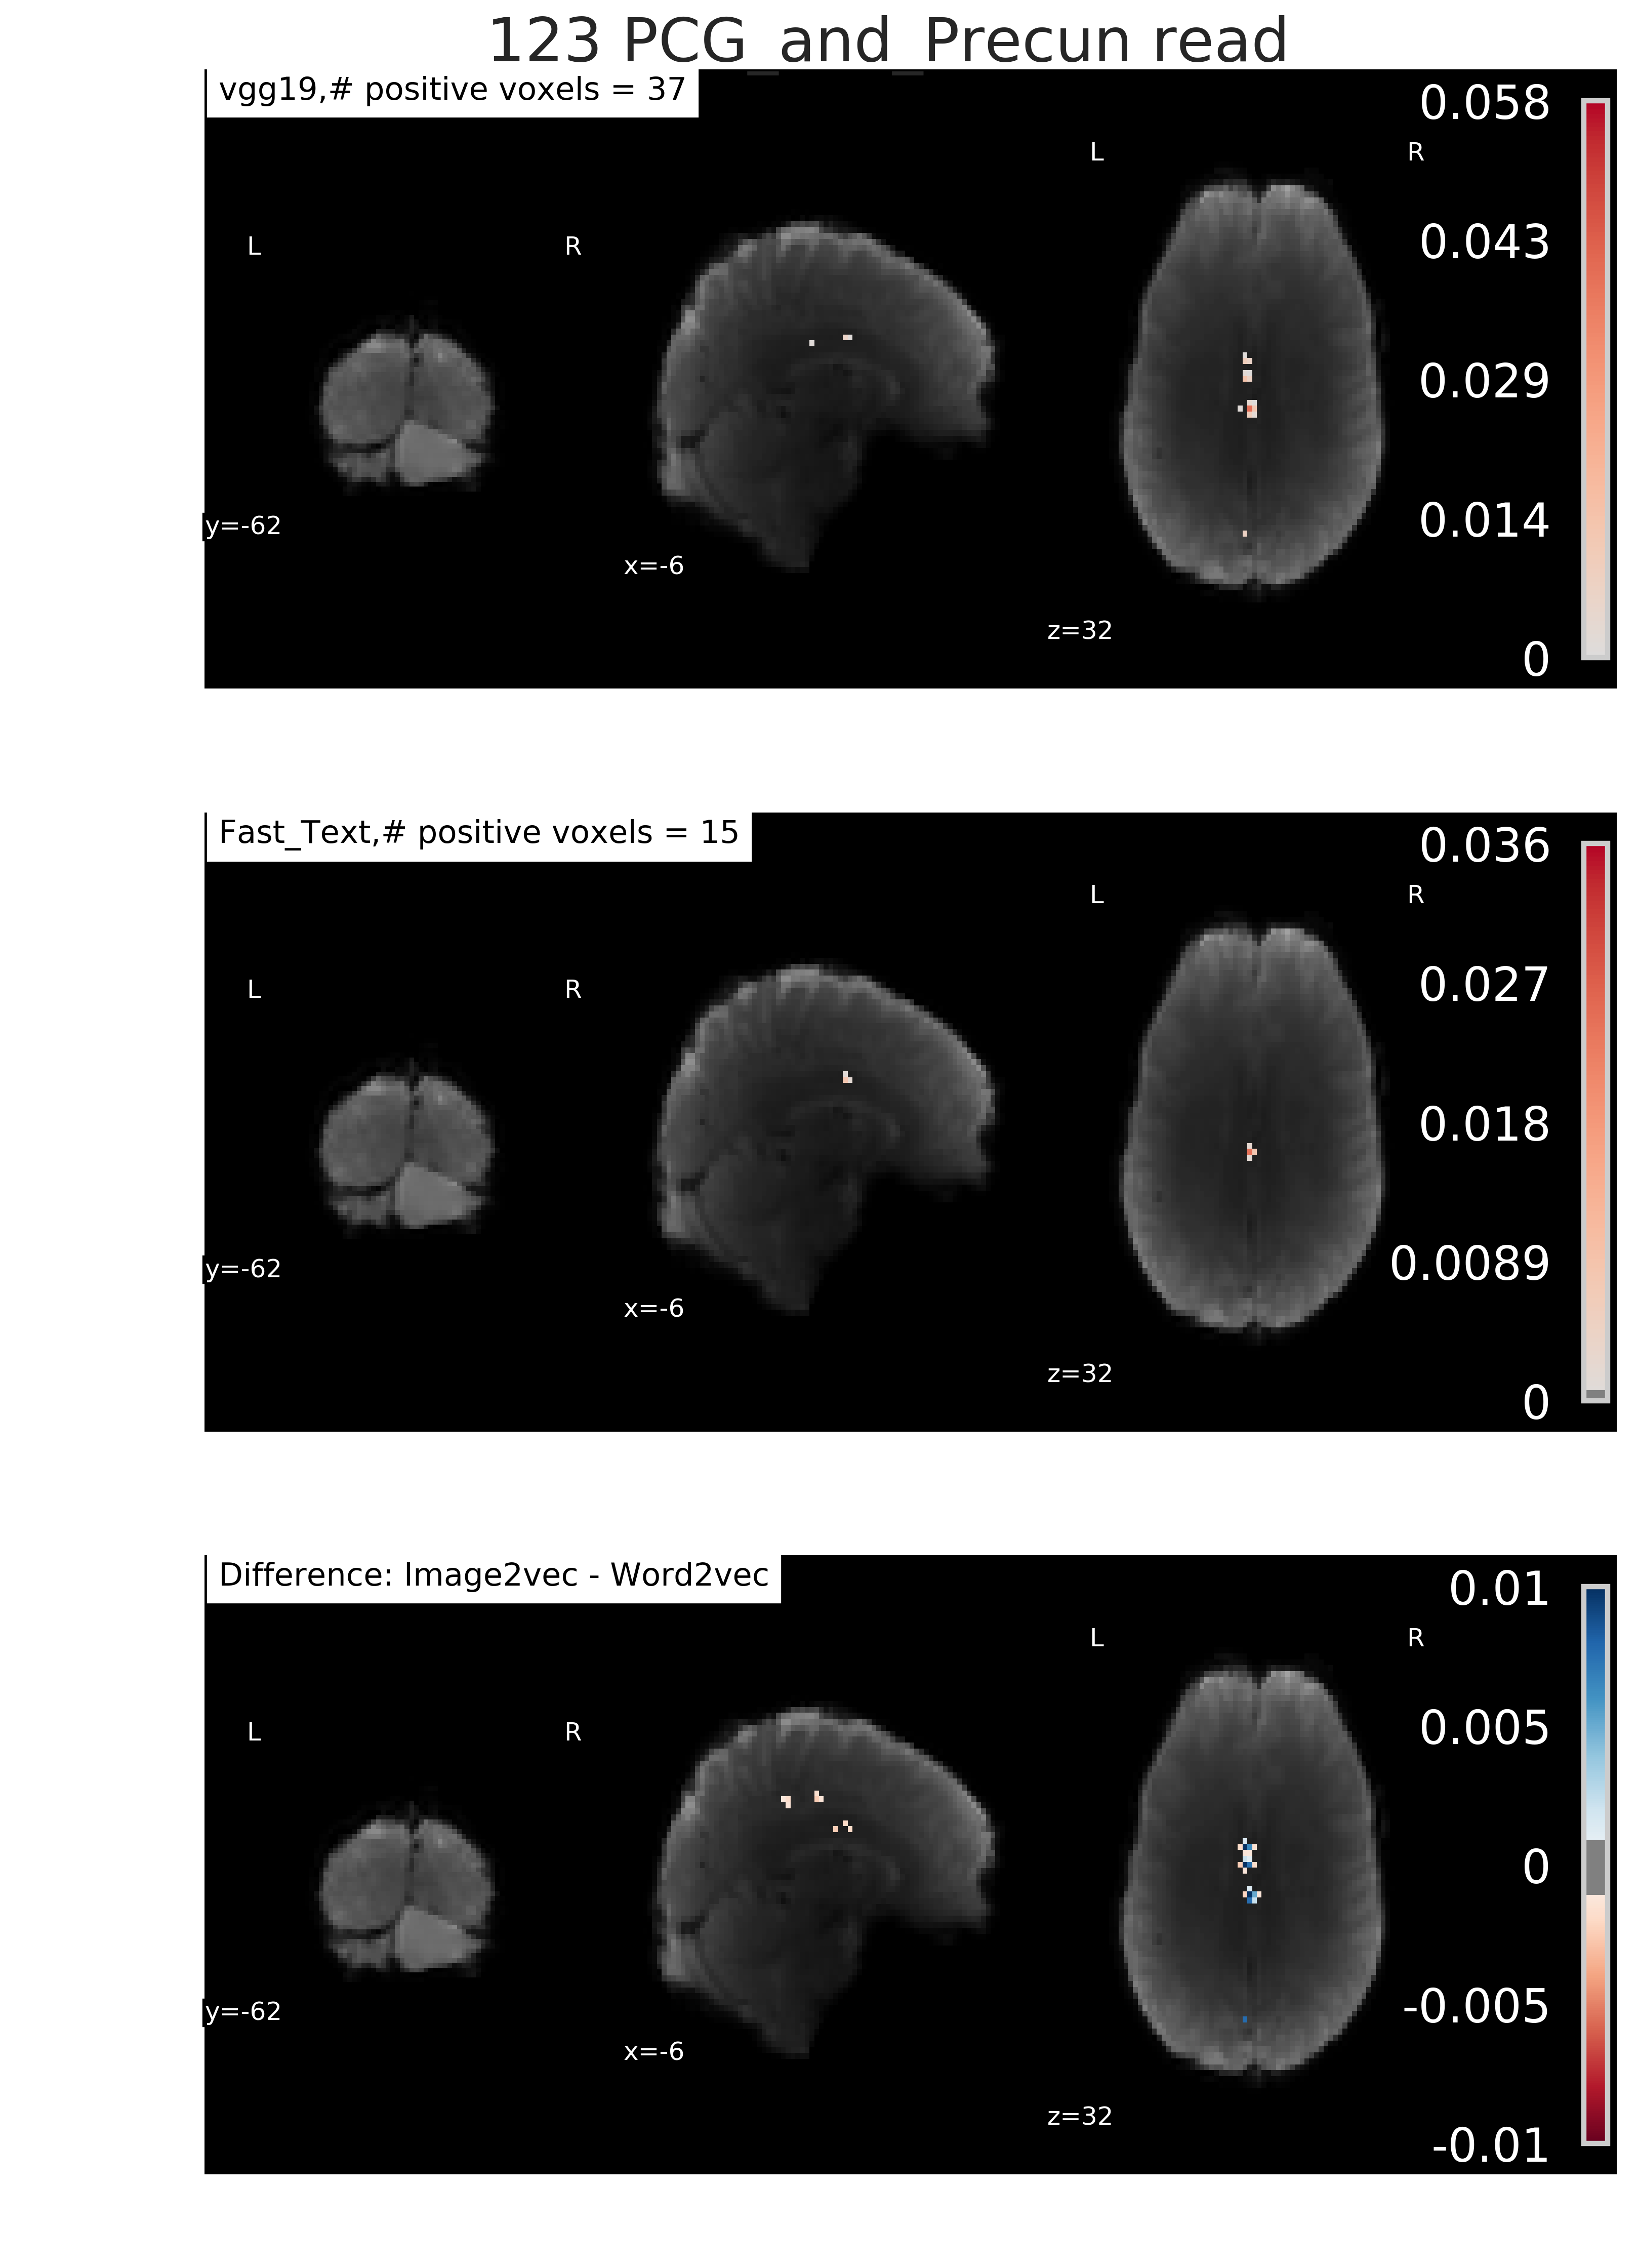 123 PCG_and_Precun read
vgg19,# positive voxels = 37
0.058
L R
0.043
L R
0.029
0.014
y=-62
x=-6
z=32
0
Fast_Text,# positive voxels = 15
0.036
L R
0.027
L R
0.018
0.0089
y=-62
x=-6
z=32
0
Difference: Image2vec - Word2vec
0.01
L R
0.005
L R
0
-0.005
y=-62
x=-6
z=32
-0.01